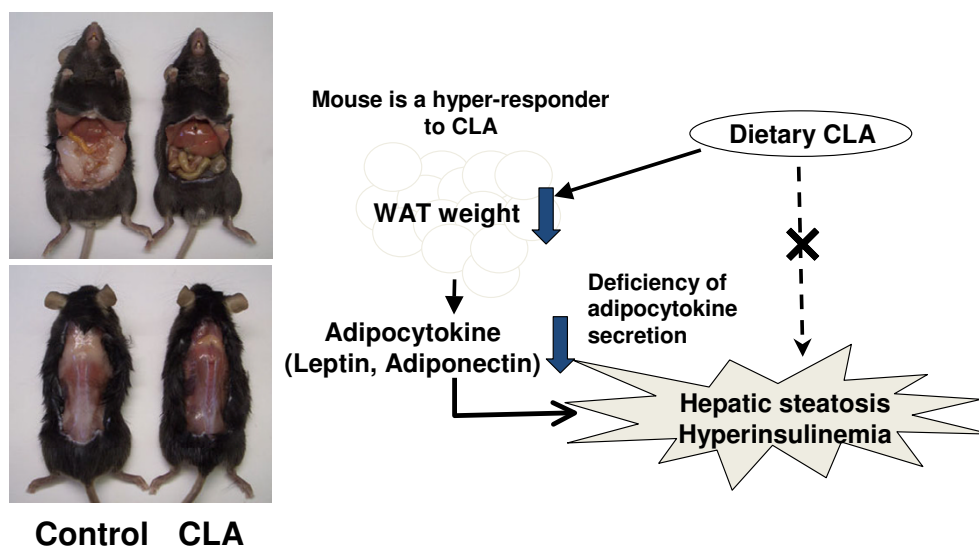 Mouse is a hyper-responder
to CLA
Dietary CLA
WAT weight
Deficiency of
adipocytokine
secretion
Adipocytokine
(Leptin, Adiponectin)
Hepatic steatosis
Hyperinsulinemia
Control CLA